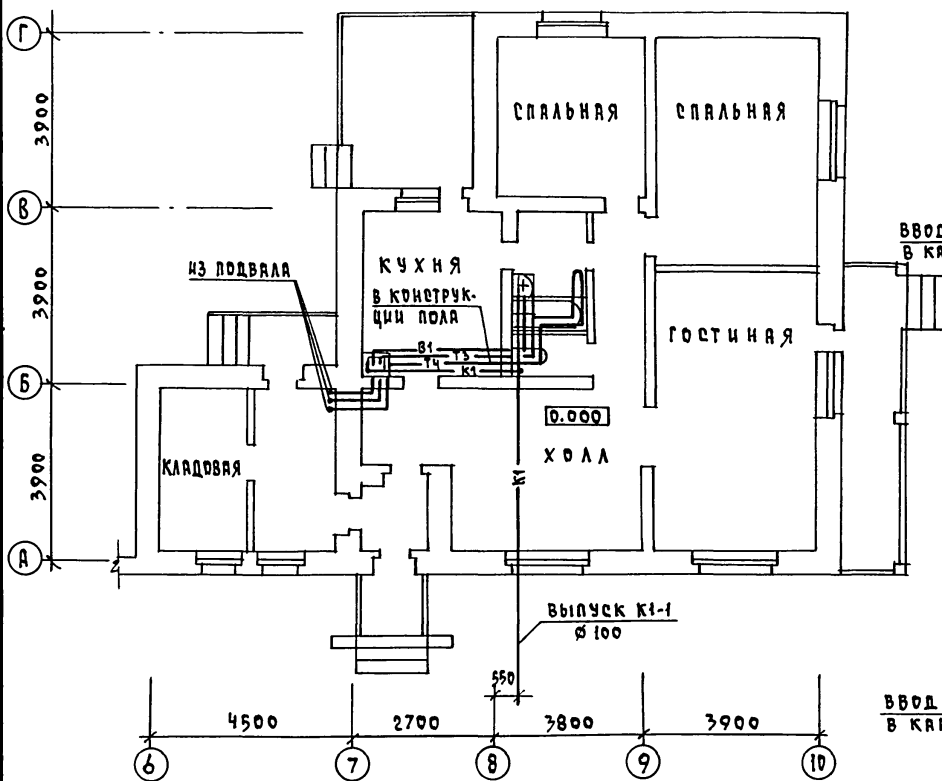 Г
3900
СПАЛЬНАЯ
СПАЛЬНАЯ
В
ВВОД
В КА
ИЗ ПОДВАЛА
КУХНЯ
3900
В КОНСТРУК-
ЦИИ ПОЛА
ГОСТИНАЯ
В1
Т3
Т4
К1
Б
0.000
ХОЛЛ
КЛАДОВАЯ
К1
3900
А
ВЫПУСК К1-1
Ø 100
550
ВВОД
В КА
4500
2700
3800
3900
6
7
8
9
10